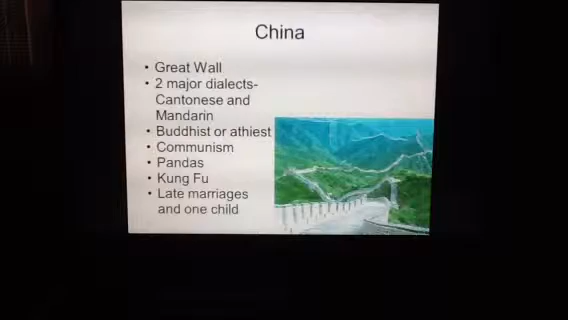 China
• Great Wall
• 2 major dialects-
Cantonese and
Mandarin
• Buddhist or athiest
• Communism
• Pandas
• Kung Fu
• Late marriages
and one child